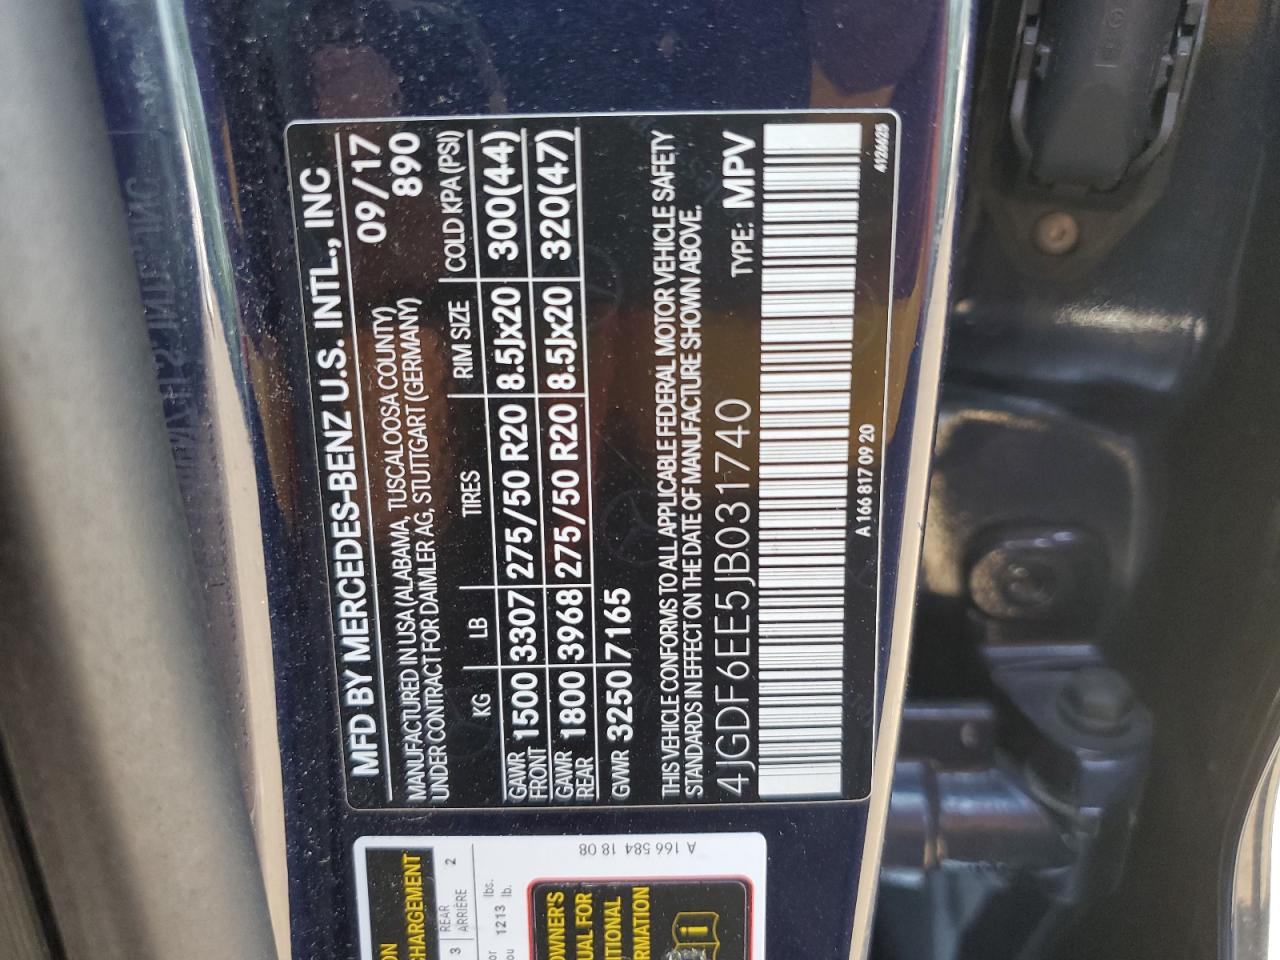 MFD BY MERCEDES-BENZ U.S. INTL., INC
MANUFACTURED IN USA (ALABAMA, TUSCALOOSA COUNTY) 09/17
UNDER CONTRACT FOR DAIMLER AG, STUTTGART (GERMANY) 890
KG LB TIRES RIM SIZE COLD KPA (PSI)
GAWR FRONT 1500 3307 275/50 R20 8.5Jx20 300(44)
GAWR REAR 1800 3968 275/50 R20 8.5Jx20 320(47)
GVWR 3250 7165
THIS VEHICLE CONFORMS TO ALL APPLICABLE FEDERAL MOTOR VEHICLE SAFETY
STANDARDS IN EFFECT ON THE DATE OF MANUFACTURE SHOWN ABOVE.
4JGDF6EE5JB031740 TYPE: MPV
A 166 817 09 20
4126625
CHARGEMENT
3 REAR ARRIÈRE 2
1213 lbs.
lb.
A 166 584 18 08
OWNER'S